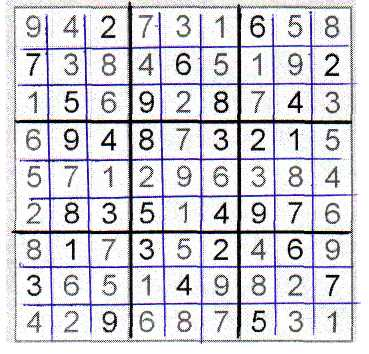 9 4 2 7 3 1 6 5 8
7 3 8 4 6 5 1 9 2
1 5 6 9 2 8 7 4 3
6 9 4 8 7 3 2 1 5
5 7 1 2 9 6 3 8 4
2 8 3 5 1 4 9 7 6
8 1 7 3 5 2 4 6 9
3 6 5 1 4 9 8 2 7
4 2 9 6 8 7 5 3 1